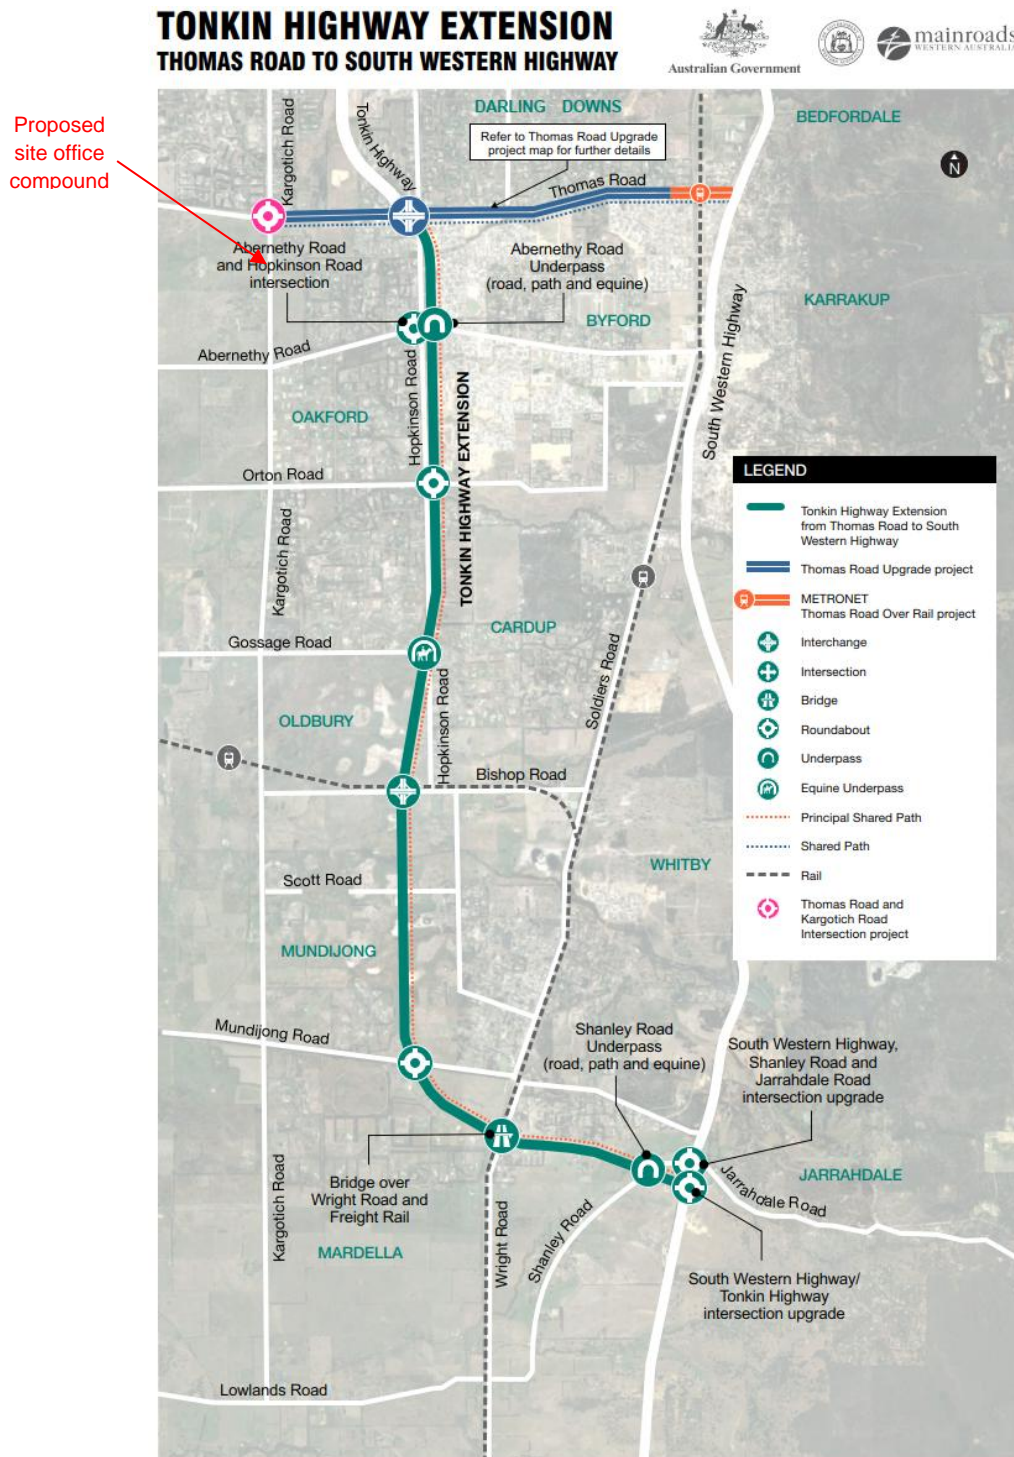 TONKIN HIGHWAY EXTENSION
THOMAS ROAD TO SOUTH WESTERN HIGHWAY
Australian Government
mainroads
WESTERN AUSTRALIA
Proposed
site office
compound
Kargotich Road
Tonkin Highway
DARLING DOWNS
BEDFORDALE
Refer to Thomas Road Upgrade
project map for further details
N
Thomas Road
Abernethy Road
and Hopkinson Road
intersection
Abernethy Road
Underpass
(road, path and equine)
KARRAKUP
BYFORD
South Western Highway
Abernethy Road
Hopkinson Road
TONKIN HIGHWAY EXTENSION
OAKFORD
Orton Road
Kargotich Road
LEGEND
Tonkin Highway Extension
from Thomas Road to South
Western Highway
Thomas Road Upgrade project
METRONET
Thomas Road Over Rail project
Interchange
Intersection
Bridge
Roundabout
Underpass
Equine Underpass
Principal Shared Path
Shared Path
Rail
Thomas Road and
Kargotich Road
Intersection project
CARDUP
Gossage Road
Soldiers Road
Hopkinson Road
OLDBURY
Bishop Road
WHITBY
Scott Road
MUNDIJONG
Mundijong Road
Shanley Road
Underpass
(road, path and equine)
South Western Highway,
Shanley Road and
Jarrahdale Road
intersection upgrade
Bridge over
Wright Road and
Freight Rail
Kargotich Road
MARDELLA
Wright Road
Shanley Road
Jarrahdale Road
JARRAHDALE
South Western Highway/
Tonkin Highway
intersection upgrade
Lowlands Road